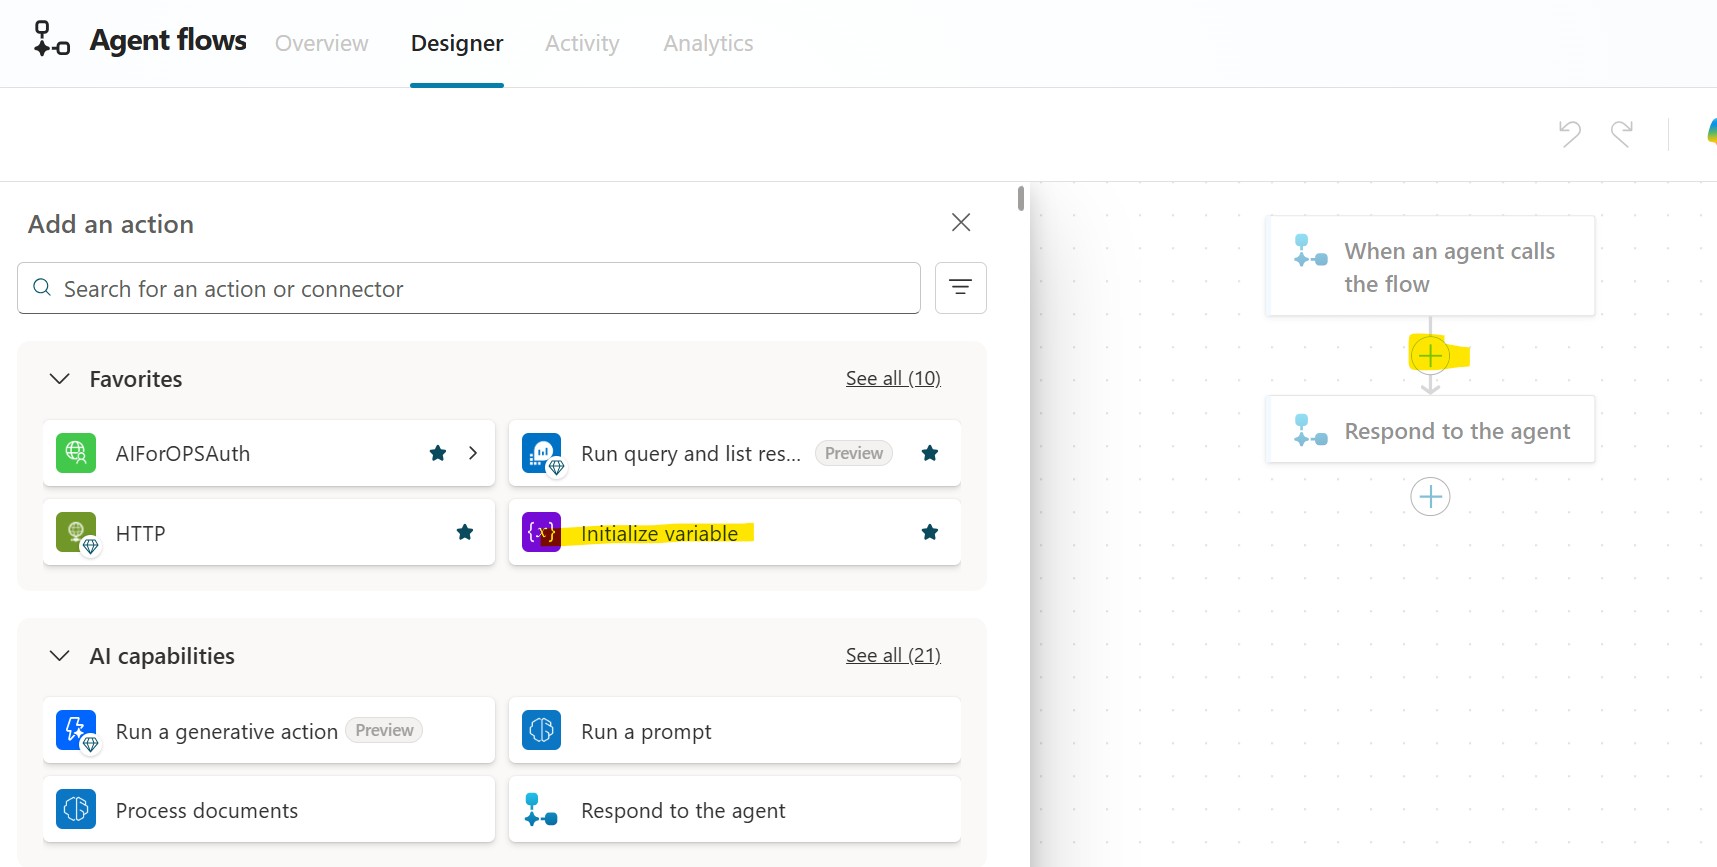 Agent flows
Overview
Designer
Activity
Analytics
Add an action
Search for an action or connector
Favorites
See all (10)
AIForOPSAuth
Run query and list res...
Preview
HTTP
{x}
Initialize variable
AI capabilities
See all (21)
Run a generative action
Preview
Run a prompt
Process documents
Respond to the agent
When an agent calls
the flow
Respond to the agent